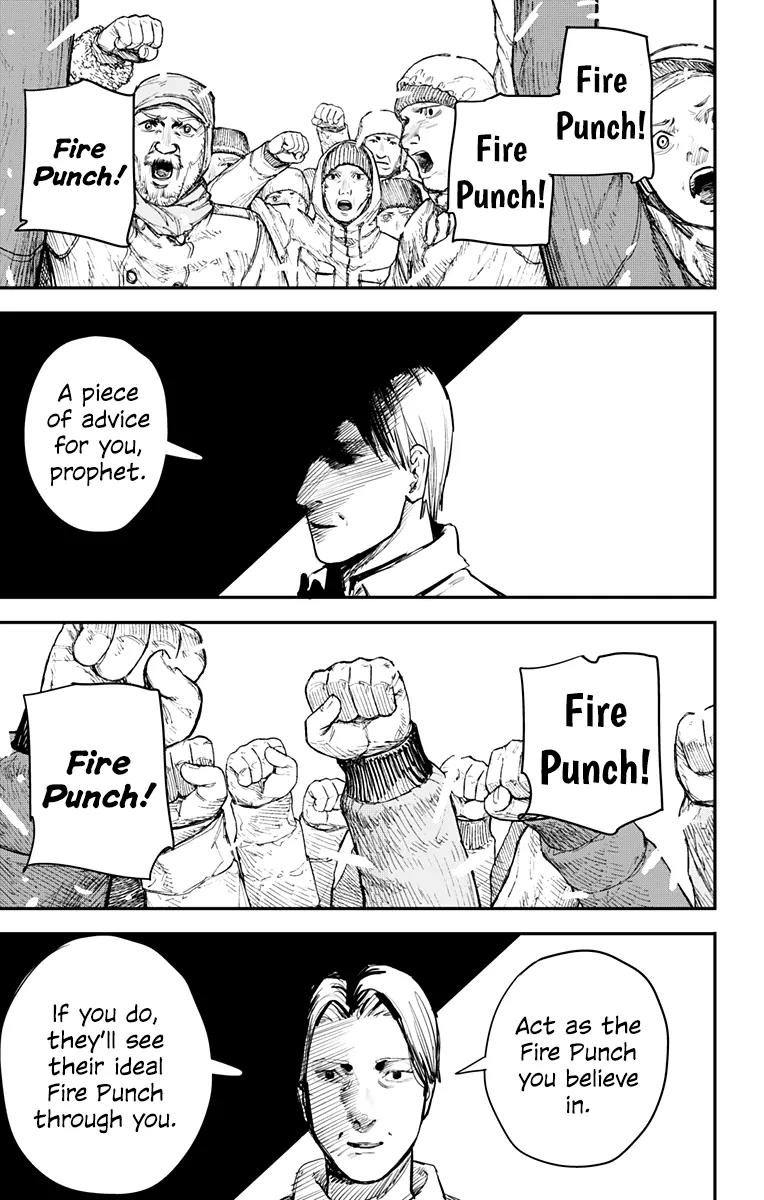 Fire
Punch!
Fire
Punch!
Fire
Punch!
A piece
of advice
for you,
prophet.
Fire
Punch!
Fire
Punch!
Act as the
Fire Punch
you believe
in.
If you do,
they'll see
their ideal
Fire Punch
through you.